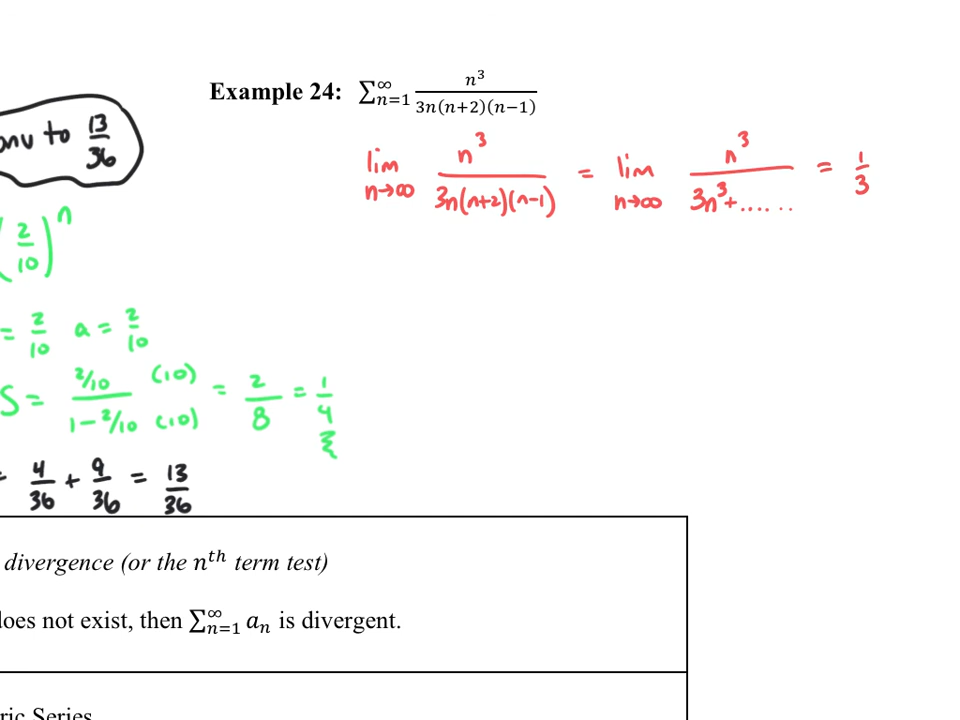 Example 24: ∑_{n=1}^{∞} n³/(3n(n+2)(n−1))
lim_{n→∞} n³/(3n(n+2)(n-1)) = lim_{n→∞} n³/(3n³+......) = 1/3
to 13/36
(2/10)^n
= 2/10 a = 2/10
S = (2/10 (10))/(1-2/10 (10)) = 2/8 = 1/4
4/36 + 9/36 = 13/36
divergence (or the nᵗʰ term test)
does not exist, then ∑_{n=1}^{∞} aₙ is divergent.
Series